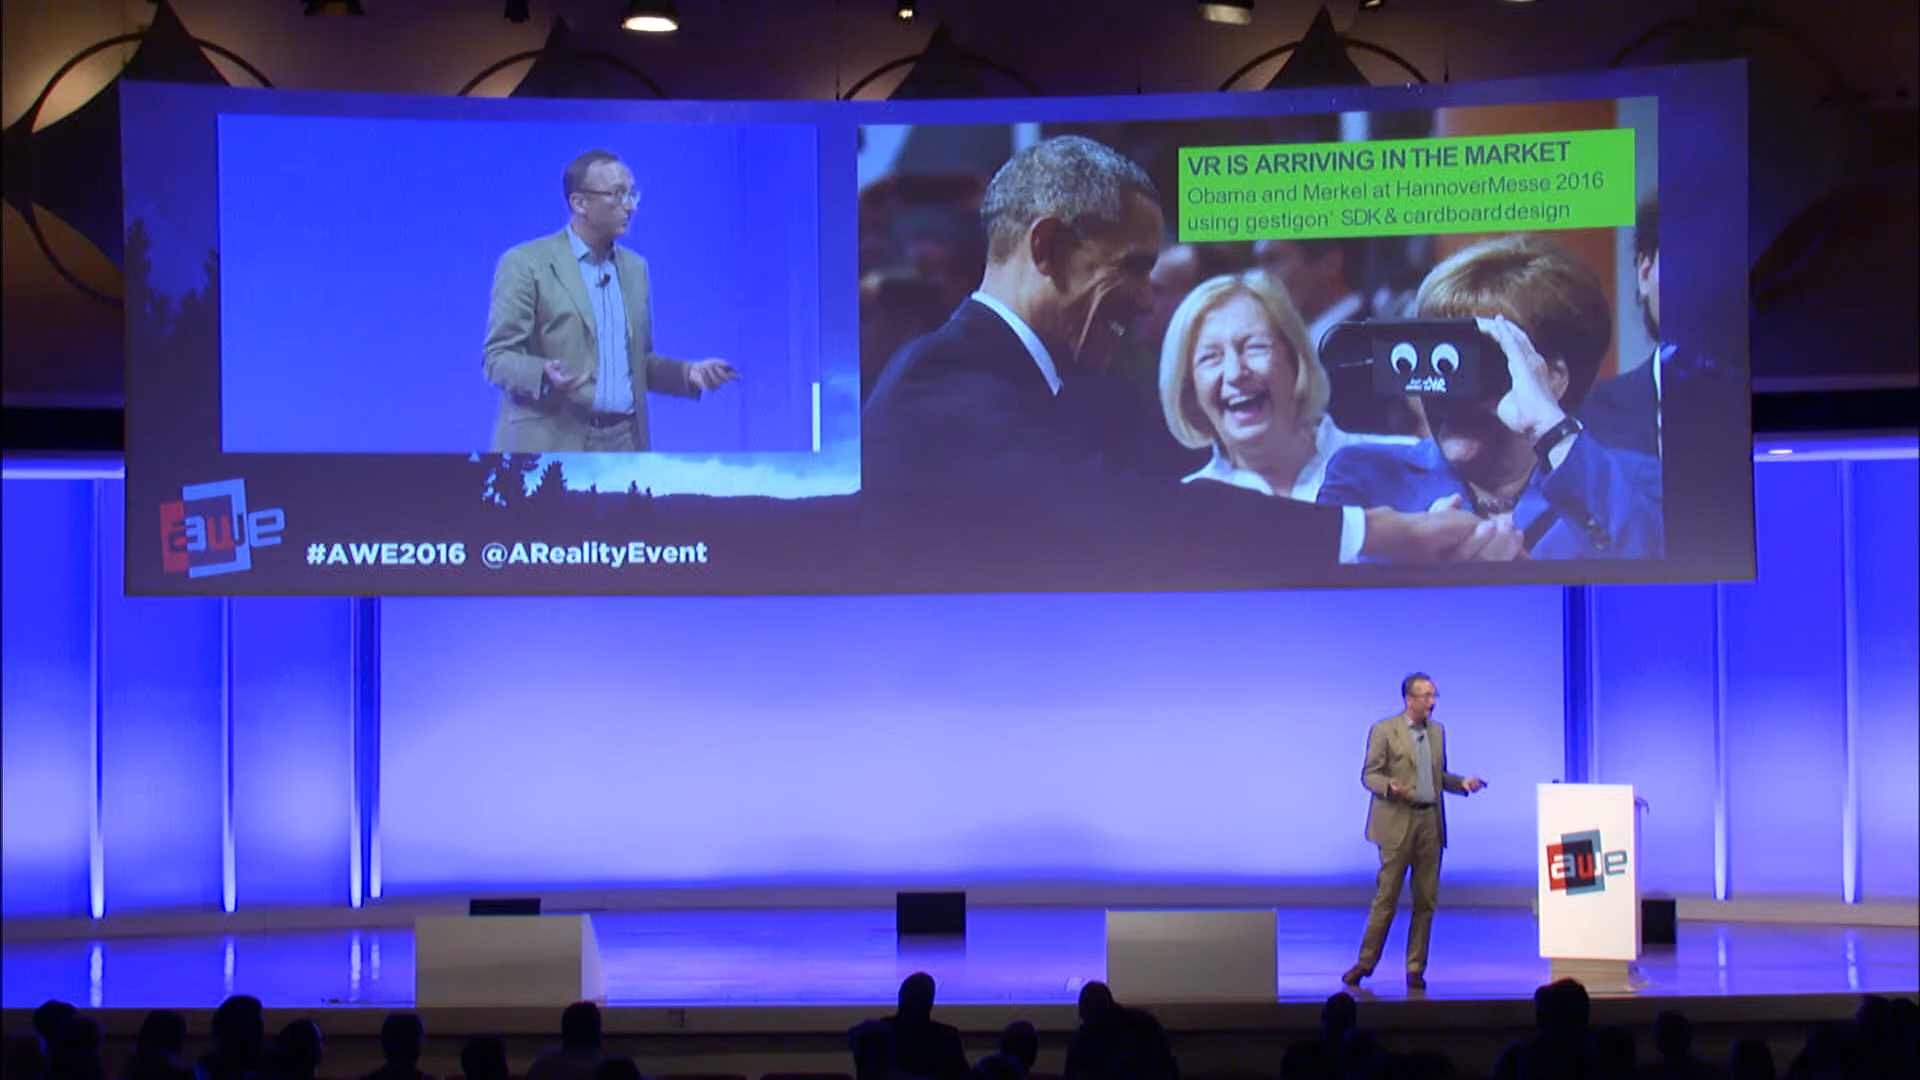 VR IS ARRIVING IN THE MARKET
Obama and Merkel at HannoverMesse 2016
using gestigon' SDK & cardboard design
awe
#AWE2016 @ARealityEvent
awe